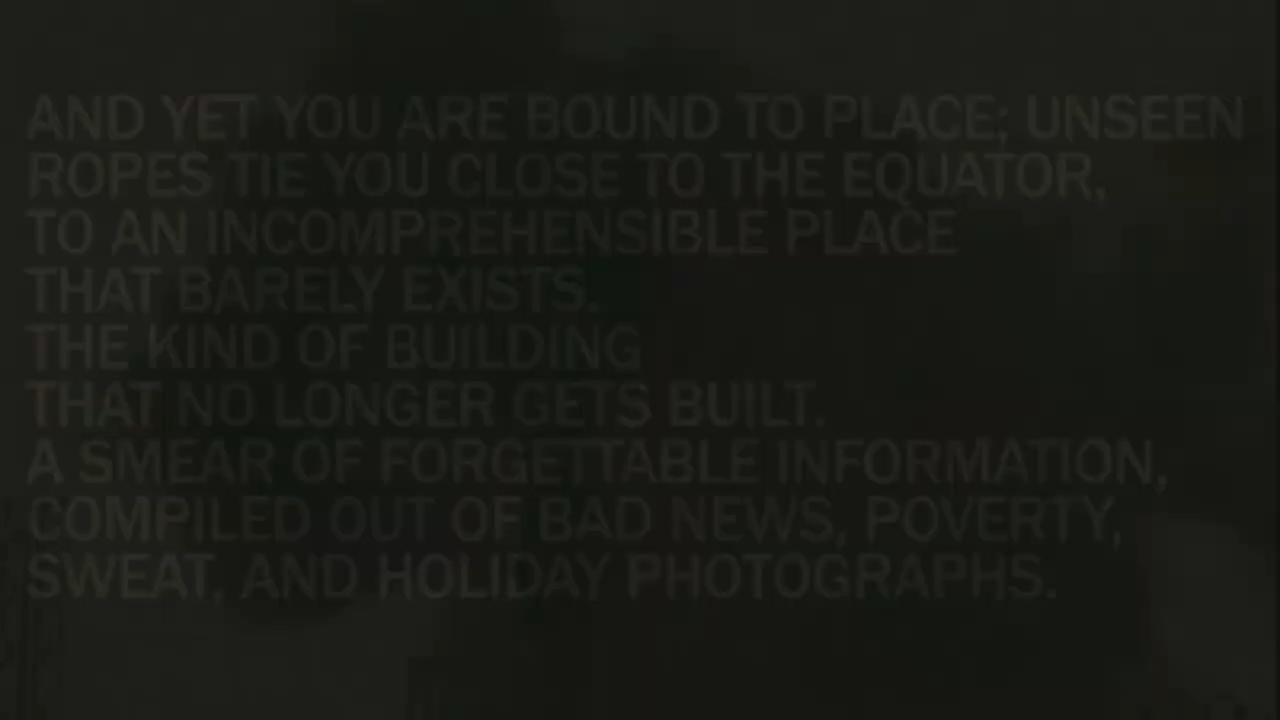 AND YET YOU ARE BOUND TO PLACE; UNSEEN
ROPES TIE YOU CLOSE TO THE EQUATOR,
TO AN INCOMPREHENSIBLE PLACE
THAT BARELY EXISTS.
THE KIND OF BUILDING
THAT NO LONGER GETS BUILT.
A SMEAR OF FORGETTABLE INFORMATION,
COMPILED OUT OF BAD NEWS, POVERTY,
SWEAT, AND HOLIDAY PHOTOGRAPHS.